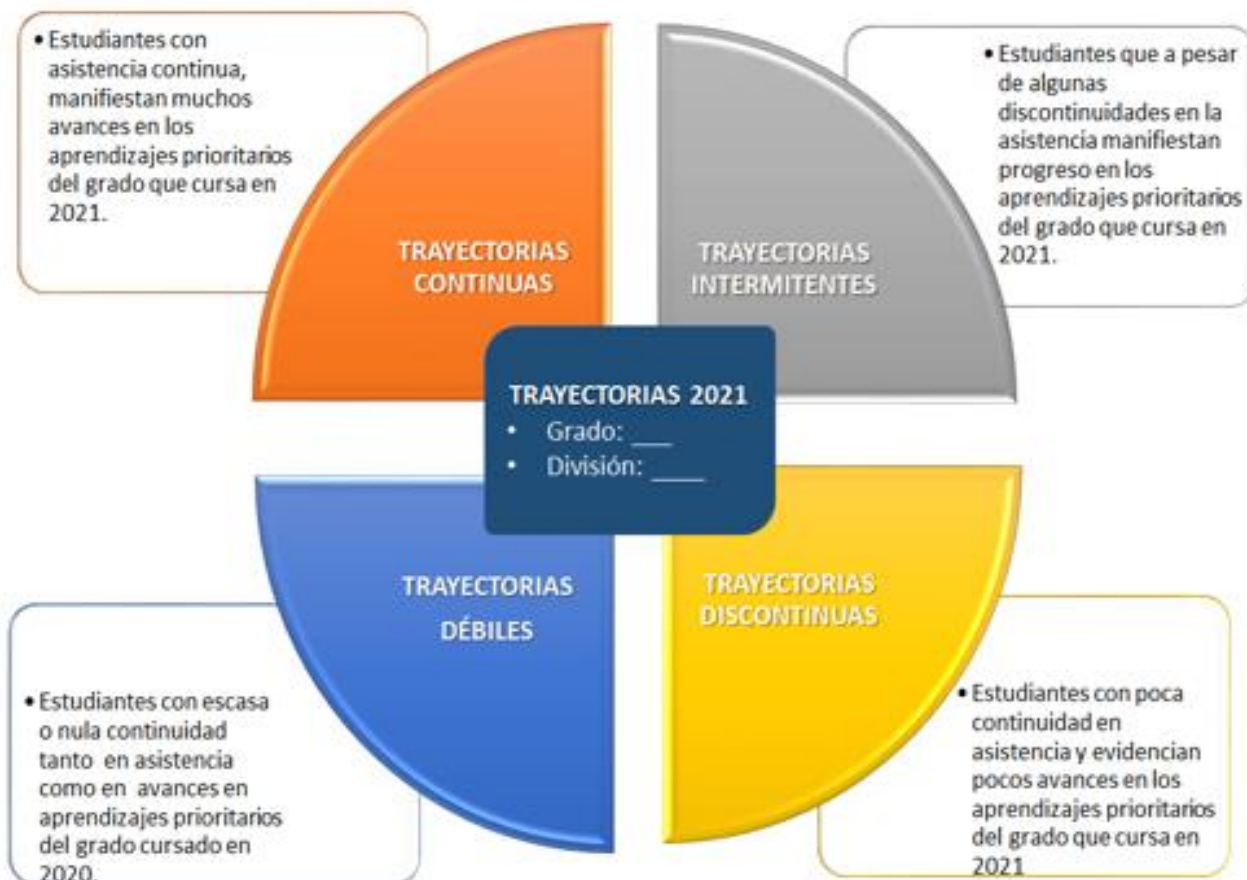 • Estudiantes con
asistencia continua,
manifiestan muchos
avances en los
aprendizajes prioritarios
del grado que cursa en
2021.
TRAYECTORIAS
CONTINUAS
• Estudiantes que a pesar
de algunas
discontinuidades en la
asistencia manifiestan
progreso en los
aprendizajes prioritarios
del grado que cursa en
2021.
TRAYECTORIAS
INTERMITENTES
TRAYECTORIAS 2021
• Grado: ___
• División: ____
TRAYECTORIAS
DÉBILES
• Estudiantes con escasa
o nula continuidad
tanto en asistencia
como en avances en
aprendizajes prioritarios
del grado cursado en
2020.
TRAYECTORIAS
DISCONTINUAS
• Estudiantes con poca
continuidad en
asistencia y evidencian
pocos avances en los
aprendizajes prioritarios
del grado que cursa en
2021